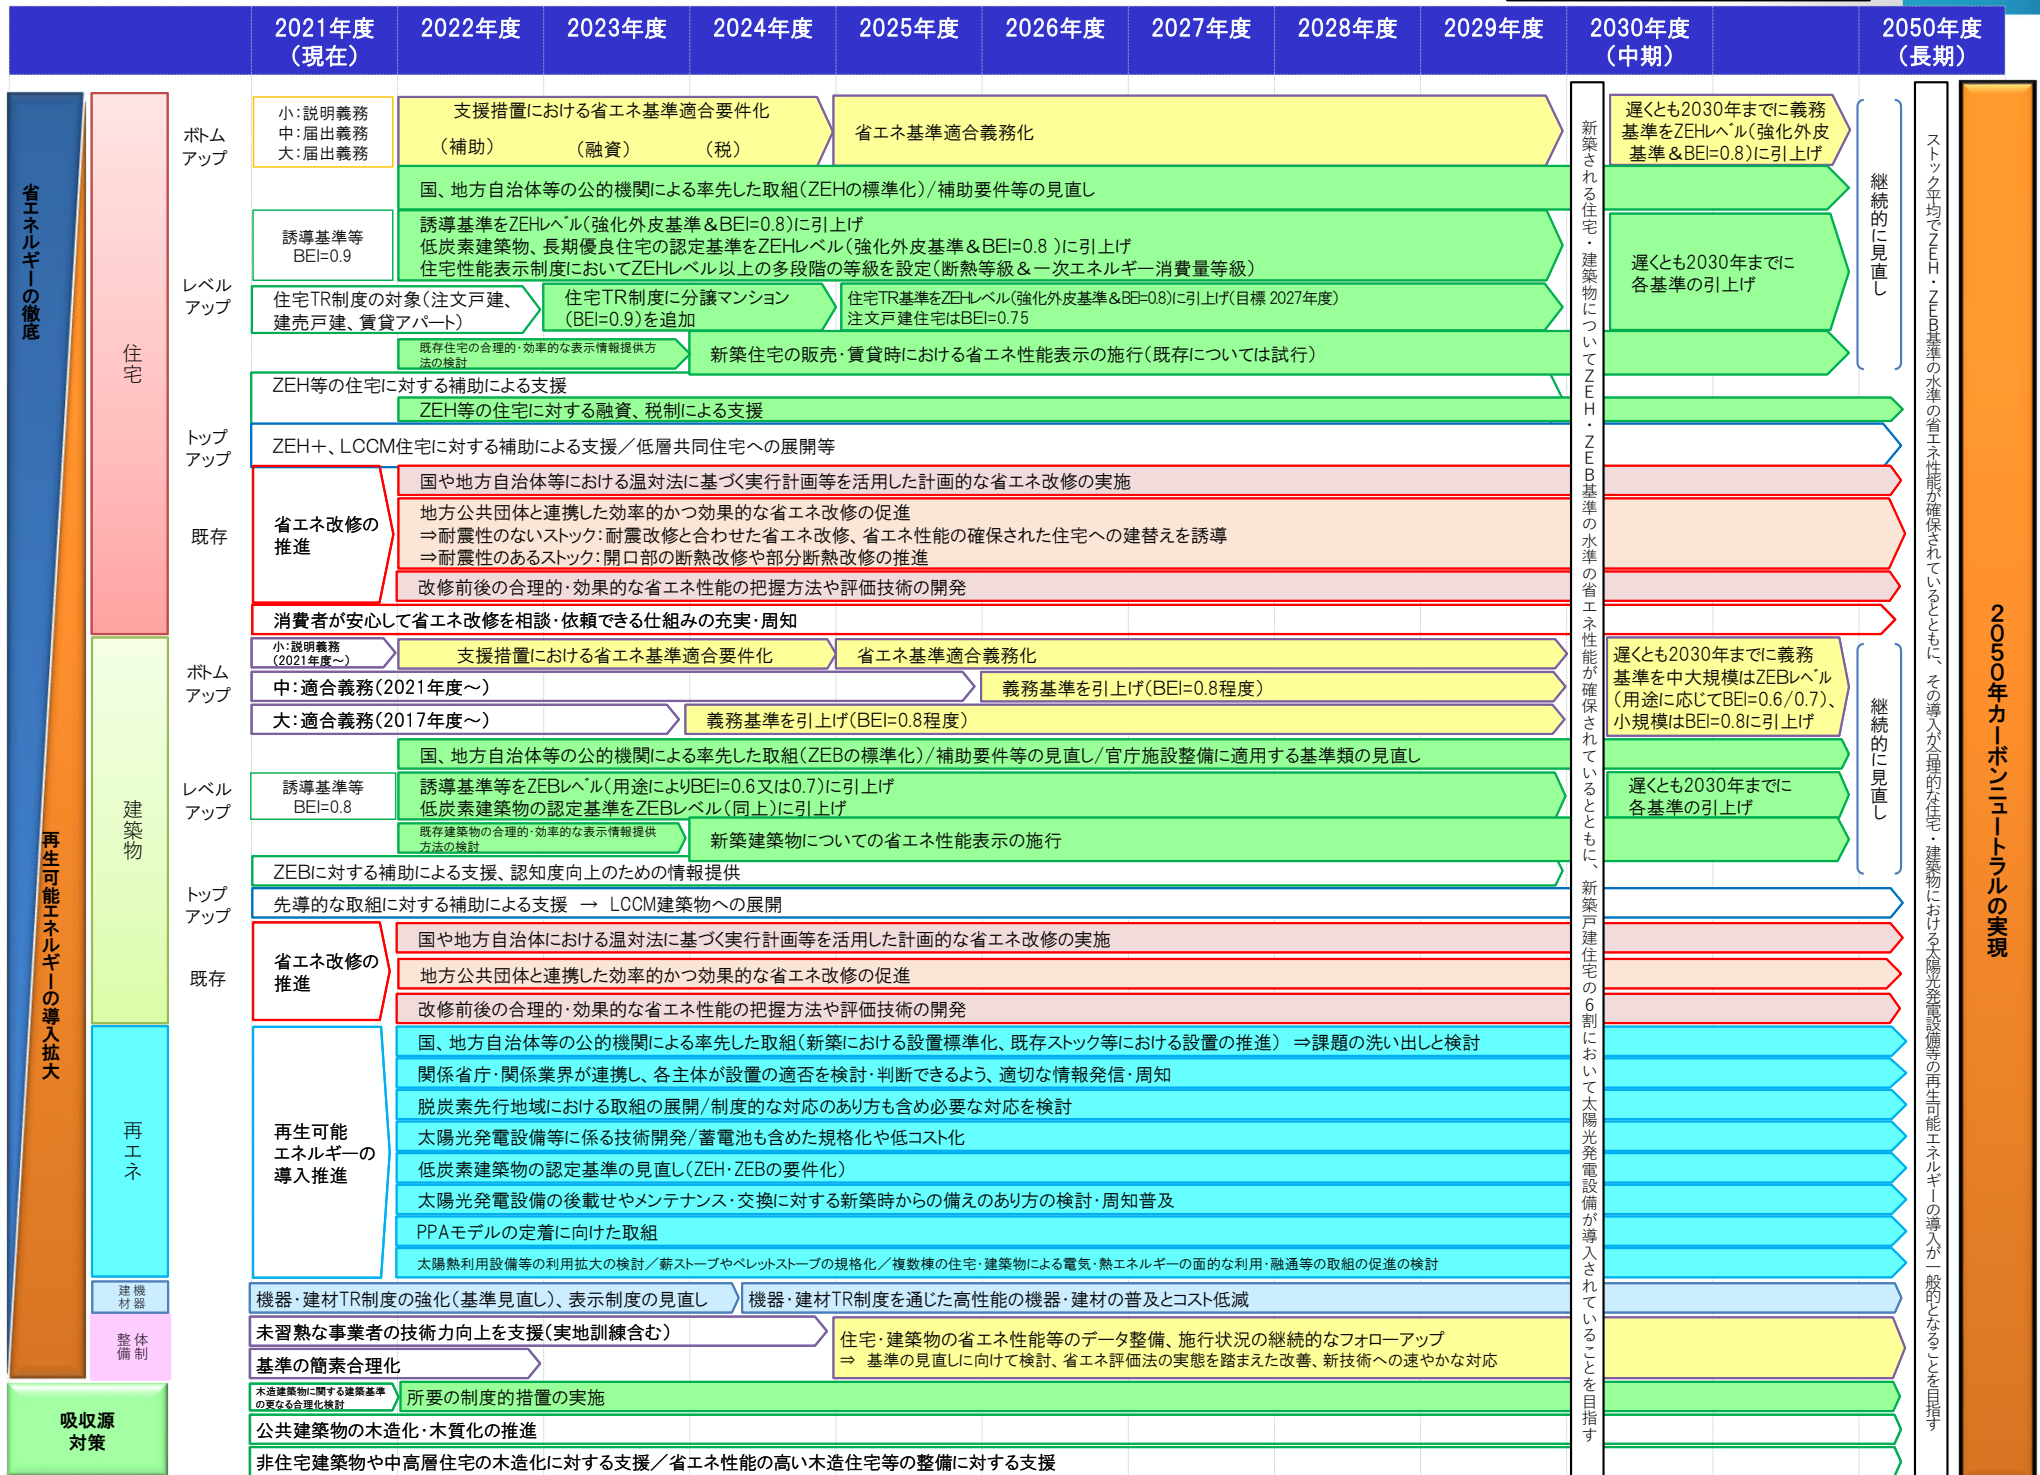 2021年度
（現在）
2022年度
2023年度
2024年度
2025年度
2026年度
2027年度
2028年度
2029年度
2030年度
（中期）
2050年度
（長期）
省エネルギーの徹底
再生可能エネルギーの導入拡大
住宅
ボトム
アップ
小：説明義務
中：届出義務
大：届出義務
支援措置における省エネ基準適合要件化
（補助）　（融資）　（税）
省エネ基準適合義務化
遅くとも2030年までに義務
基準をZEHレベル（強化外皮
基準＆BEI=0.8）に引上げ
国、地方自治体等の公的機関による率先した取組（ZEHの標準化）/補助要件等の見直し
レベル
アップ
誘導基準等
BEI=0.9
誘導基準をZEHレベル（強化外皮基準＆BEI=0.8）に引上げ
低炭素建築物、長期優良住宅の認定基準をZEHレベル（強化外皮基準＆BEI=0.8 ）に引上げ
住宅性能表示制度においてZEHレベル以上の多段階の等級を設定（断熱等級＆一次エネルギー消費量等級）
遅くとも2030年までに
各基準の引上げ
住宅TR制度の対象（注文戸建、
建売戸建、賃貸アパート）
住宅TR制度に分譲マンション
（BEI=0.9）を追加
住宅TR基準をZEHレベル（強化外皮基準＆BEI=0.8）に引上げ（目標 2027年度）
注文戸建住宅はBEI=0.75
既存住宅の合理的・効率的な表示情報提供方
法の検討
新築住宅の販売・賃貸時における省エネ性能表示の施行（既存については試行）
継続的に見直し
ZEH等の住宅に対する補助による支援
ZEH等の住宅に対する融資、税制による支援
トップ
アップ
ZEH＋、LCCM住宅に対する補助による支援／低層共同住宅への展開等
既存
省エネ改修の
推進
国や地方自治体等における温対法に基づく実行計画等を活用した計画的な省エネ改修の実施
地方公共団体と連携した効率的かつ効果的な省エネ改修の促進
⇒耐震性のないストック：耐震改修と合わせた省エネ改修、省エネ性能の確保された住宅への建替えを誘導
⇒耐震性のあるストック：開口部の断熱改修や部分断熱改修の推進
改修前後の合理的・効果的な省エネ性能の把握方法や評価技術の開発
消費者が安心して省エネ改修を相談・依頼できる仕組みの充実・周知
建築物
ボトム
アップ
小：説明義務
（2021年度～）
支援措置における省エネ基準適合要件化
省エネ基準適合義務化
中：適合義務（2021年度～）
義務基準を引上げ（BEI=0.8程度）
大：適合義務（2017年度～）
義務基準を引上げ（BEI=0.8程度）
遅くとも2030年までに義務
基準を中大規模はZEBレベル
（用途に応じてBEI=0.6/0.7）、
小規模はBEI=0.8に引上げ
国、地方自治体等の公的機関による率先した取組（ZEBの標準化）/補助要件等の見直し/官庁施設整備に適用する基準類の見直し
レベル
アップ
誘導基準等
BEI=0.8
誘導基準等をZEBレベル（用途によりBEI=0.6又は0.7）に引上げ
低炭素建築物の認定基準をZEBレベル（同上）に引上げ
遅くとも2030年までに
各基準の引上げ
既存建築物の合理的・効率的な表示情報提供
方法の検討
新築建築物についての省エネ性能表示の施行
継続的に見直し
ZEBに対する補助による支援、認知度向上のための情報提供
トップ
アップ
先導的な取組に対する補助による支援 → LCCM建築物への展開
既存
省エネ改修の
推進
国や地方自治体における温対法に基づく実行計画等を活用した計画的な省エネ改修の実施
地方公共団体と連携した効率的かつ効果的な省エネ改修の促進
改修前後の合理的・効果的な省エネ性能の把握方法や評価技術の開発
再エネ
再生可能
エネルギーの
導入推進
国、地方自治体等の公的機関による率先した取組（新築における設置標準化、既存ストック等における設置の推進） ⇒課題の洗い出しと検討
関係省庁・関係業界が連携し、各主体が設置の適否を検討・判断できるよう、適切な情報発信・周知
脱炭素先行地域における取組の展開/制度的な対応のあり方も含め必要な対応を検討
太陽光発電設備等に係る技術開発/蓄電池も含めた規格化や低コスト化
低炭素建築物の認定基準の見直し（ZEH・ZEBの要件化）
太陽光発電設備の後載せやメンテナンス・交換に対する新築時からの備えのあり方の検討・周知普及
PPAモデルの定着に向けた取組
太陽熱利用設備等の利用拡大の検討／薪ストーブやペレットストーブの規格化／複数棟の住宅・建築物による電気・熱エネルギーの面的な利用・融通等の取組の促進の検討
機器
建材
機器・建材TR制度の強化（基準見直し）、表示制度の見直し
機器・建材TR制度を通じた高性能の機器・建材の普及とコスト低減
体制
整備
未習熟な事業者の技術力向上を支援（実地訓練含む）
基準の簡素合理化
住宅・建築物の省エネ性能等のデータ整備、施行状況の継続的なフォローアップ
⇒ 基準の見直しに向けて検討、省エネ評価法の実態を踏まえた改善、新技術への速やかな対応
吸収源
対策
木造建築物に関する建築基準
の更なる合理化検討
所要の制度的措置の実施
公共建築物の木造化・木質化の推進
非住宅建築物や中高層住宅の木造化に対する支援／省エネ性能の高い木造住宅等の整備に対する支援
新築される住宅・建築物についてZEH・ZEB基準の水準の省エネ性能が確保されているとともに、新築戸建住宅の6割において太陽光発電設備が導入されていることを目指す
ストック平均でZEH・ZEB基準の水準の省エネ性能が確保されているとともに、その導入が合理的な住宅・建築物における太陽光発電設備等の再生可能エネルギーの導入が一般的となることを目指す
2050年カーボンニュートラルの実現